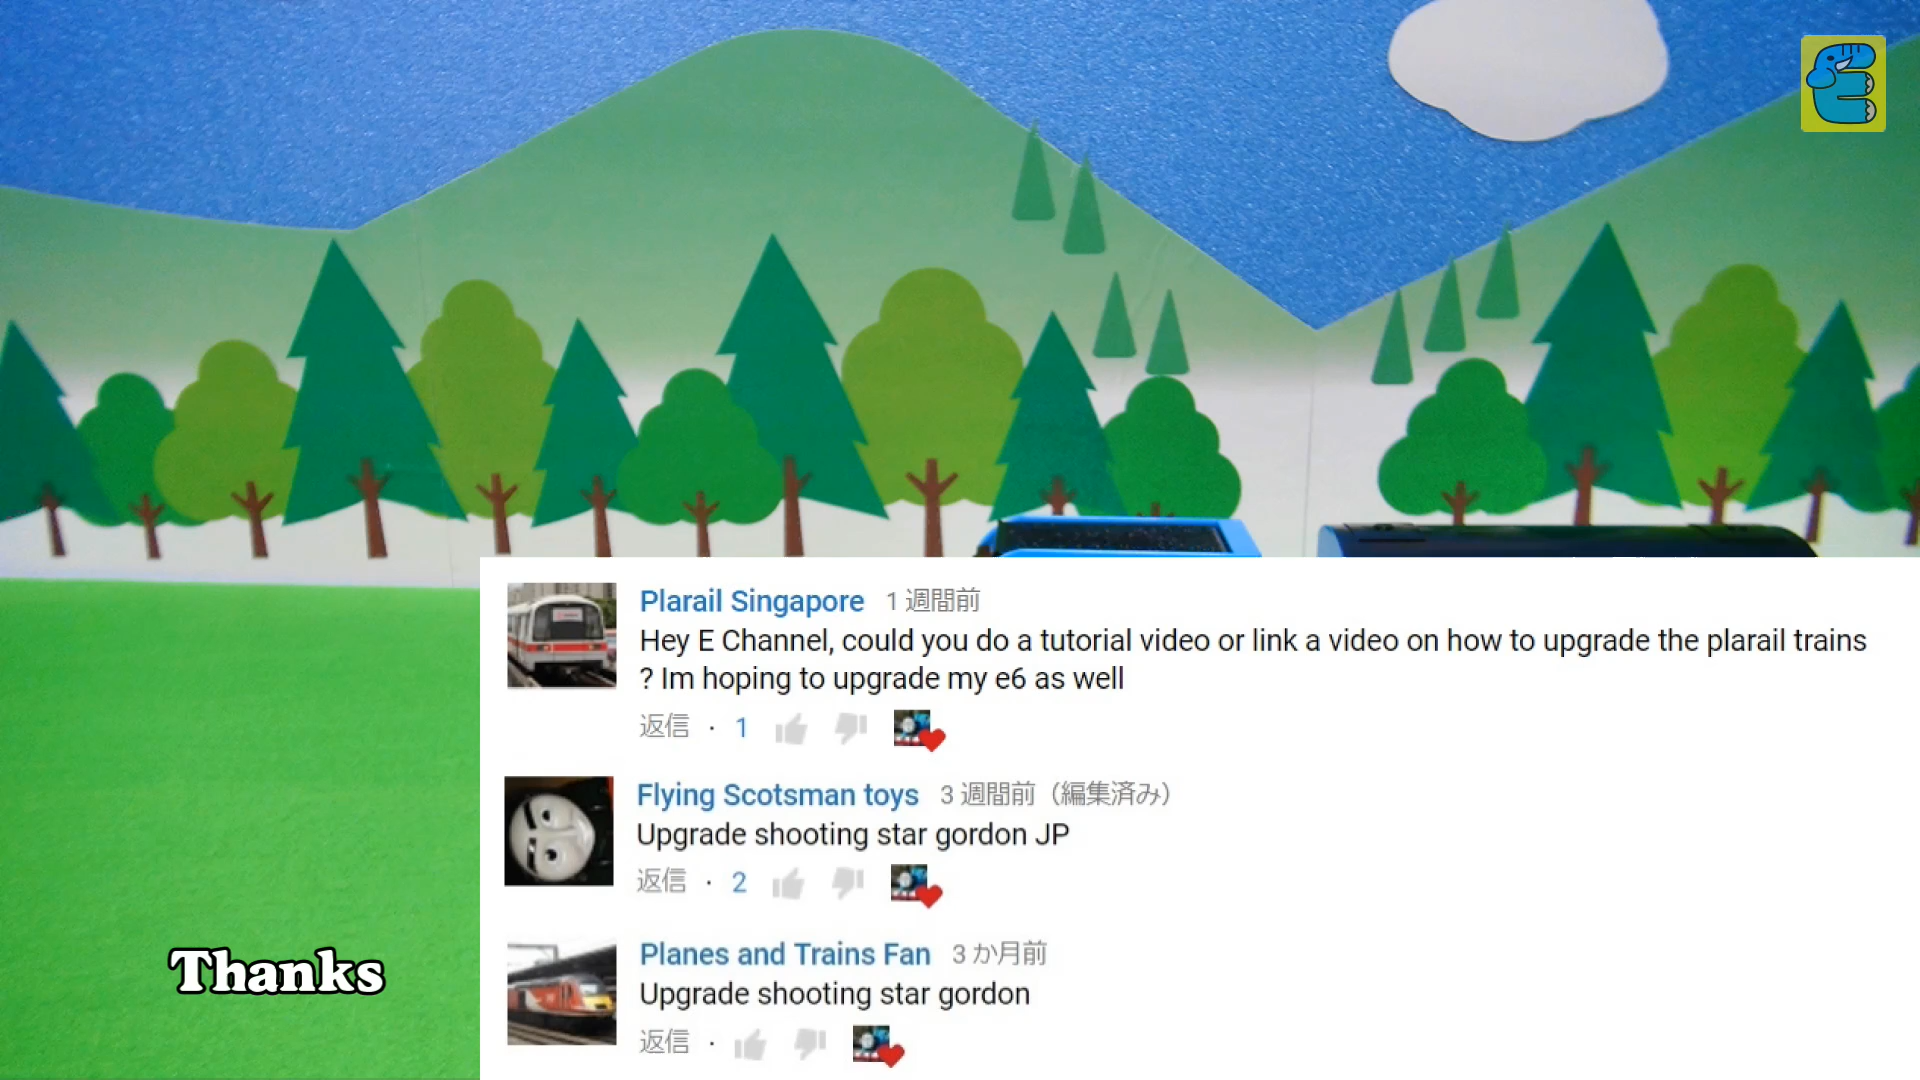 Plarail Singapore 1 週間前
Hey E Channel, could you do a tutorial video or link a video on how to upgrade the plarail trains
? Im hoping to upgrade my e6 as well
返信 · 1
Flying Scotsman toys 3 週間前（編集済み）
Upgrade shooting star gordon JP
返信 · 2
Planes and Trains Fan 3 か月前
Upgrade shooting star gordon
返信 ·
Thanks